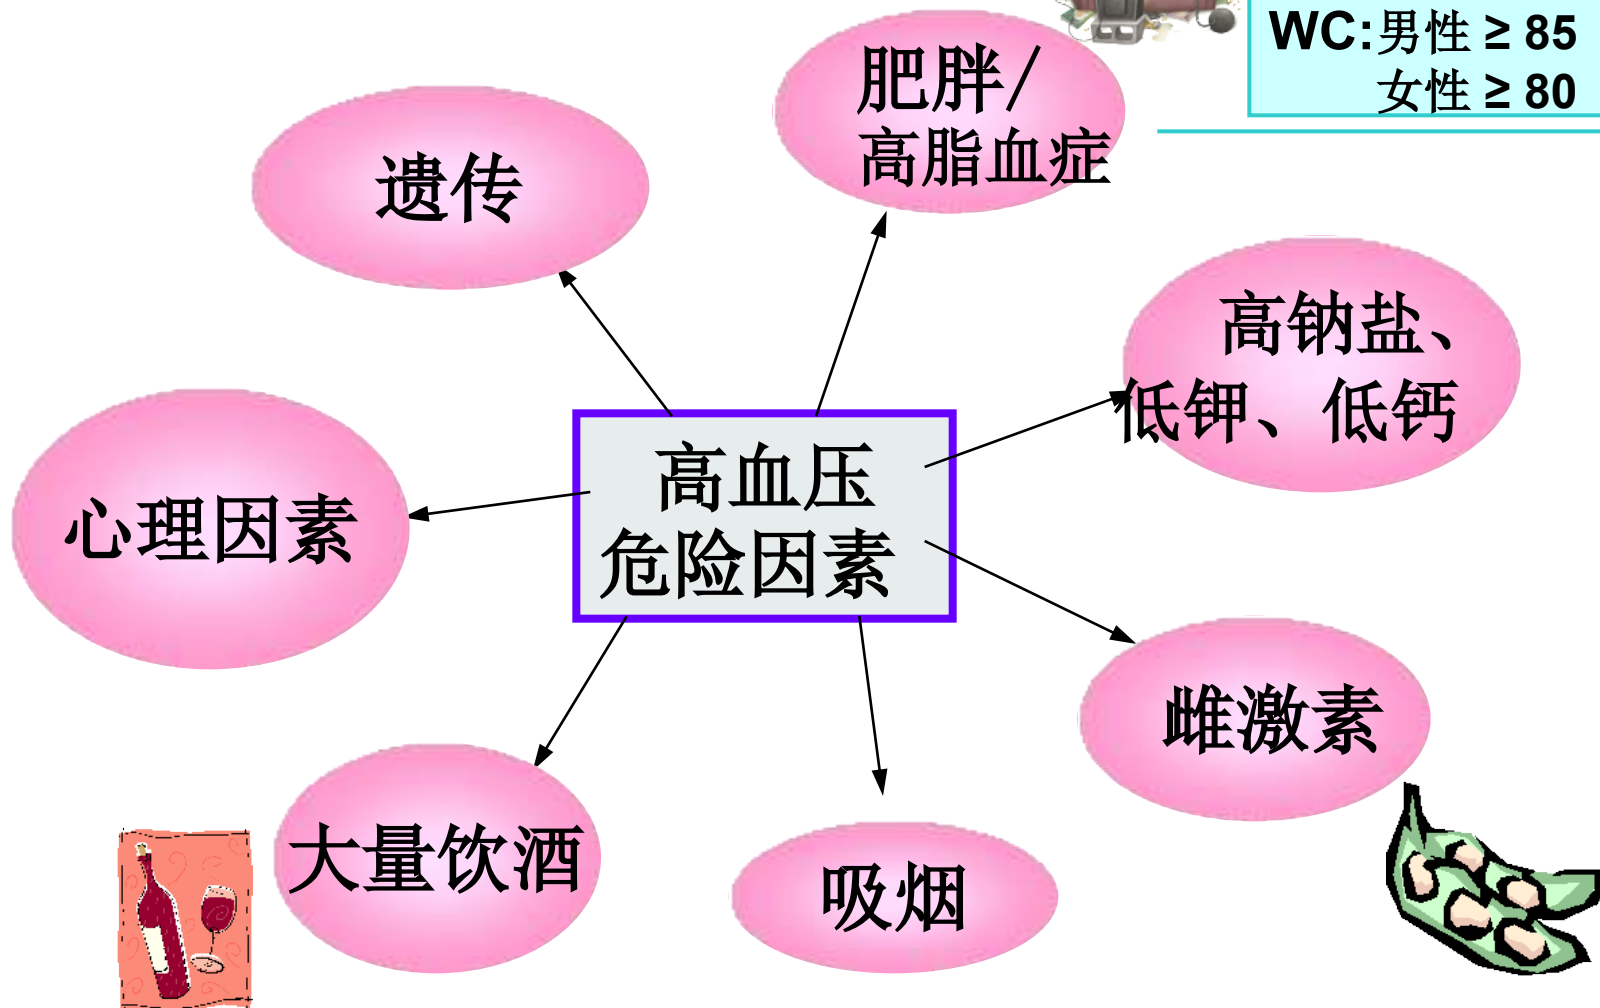 WC:男性 ≥ 85
女性 ≥ 80
肥胖/
高脂血症
遗传
高钠盐、
低钾、低钙
高血压
危险因素
心理因素
雌激素
大量饮酒
吸烟